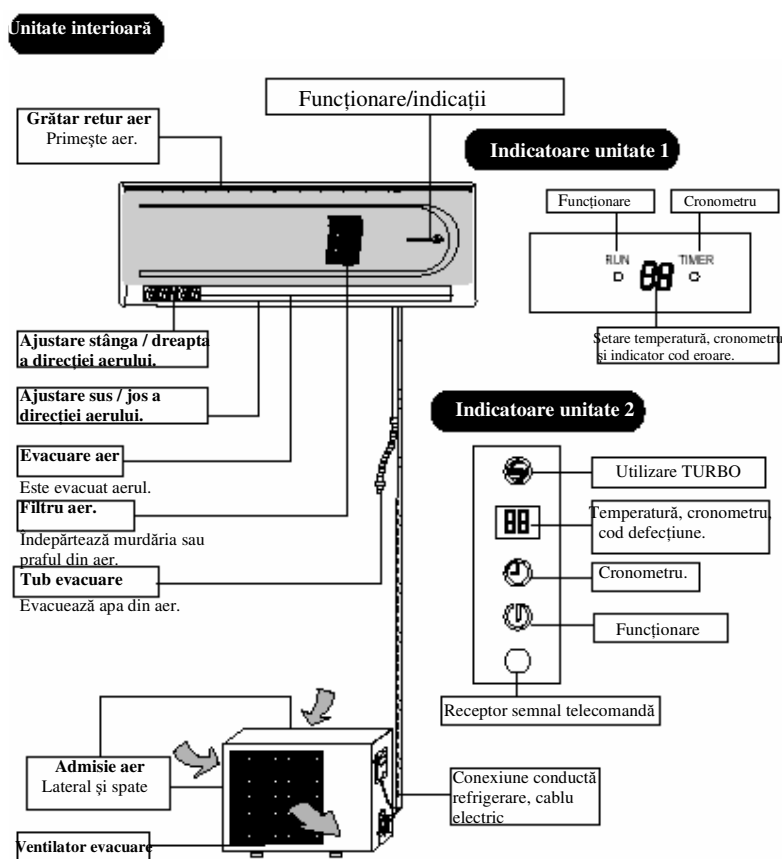 Unitate interioară
Funcționare/indicații
Grătar retur aer
Primește aer.
Indicatoare unitate 1
Funcționare
Cronometru
RUN
TIMER
88
Setare temperatură, cronometru
și indicator cod eroare.
Ajustare stânga / dreapta
a direcției aerului.
Ajustare sus / jos a
direcției aerului.
Evacuare aer
Este evacuat aerul.
Filtru aer.
Îndepărtează murdăria sau
praful din aer.
Tub evacuare
Evacuează apa din aer.
Indicatoare unitate 2
Utilizare TURBO
88
Temperatură, cronometru,
cod defecțiune.
Cronometru.
Funcționare
Receptor semnal telecomandă
Admisie aer
Lateral și spate
Conexiune conductă
refrigerare, cablu
electric
Ventilator evacuare